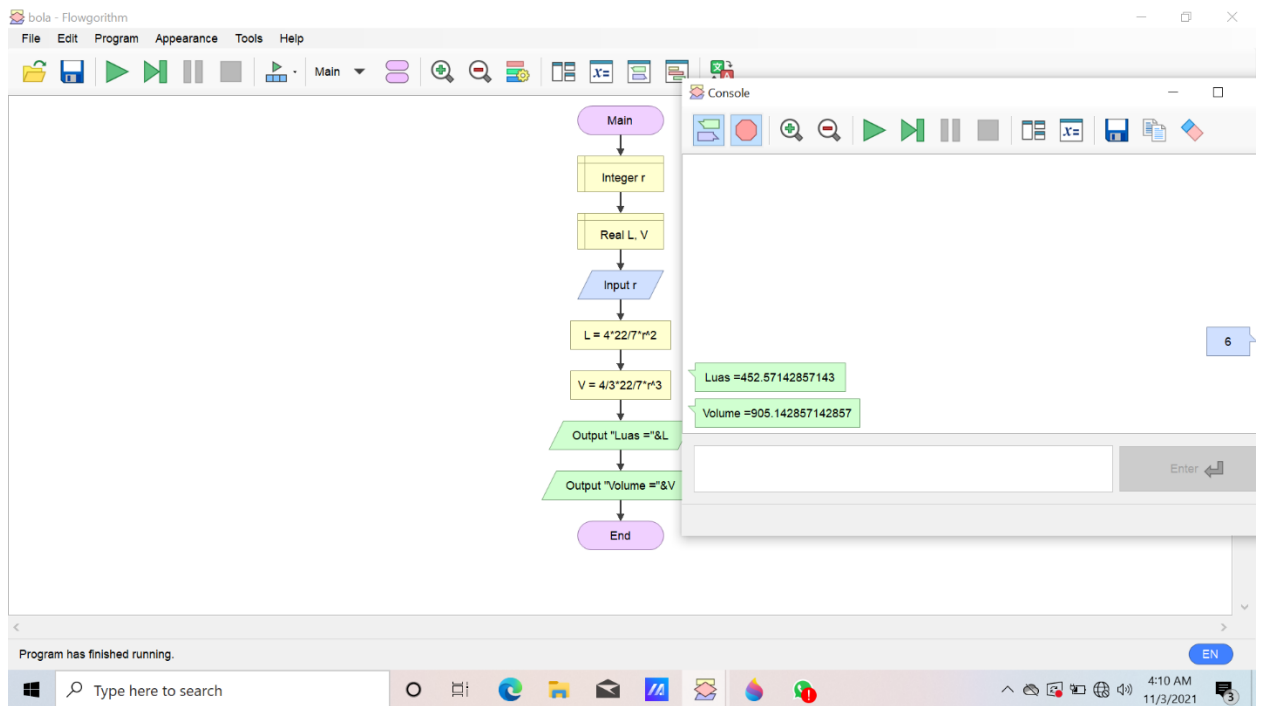 bola - Flowgorithm
File Edit Program Appearance Tools Help
Main
Main
Integer r
Real L, V
Input r
L = 4*22/7*r^2
V = 4/3*22/7*r^3
Output "Luas ="&L
Output "Volume ="&V
End
Console
6
Luas =452.57142857143
Volume =905.142857142857
Enter
Program has finished running.
EN
Type here to search
4:10 AM
11/3/2021
3